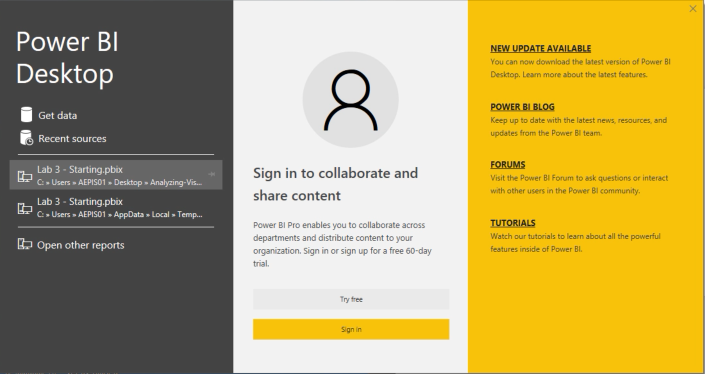 Power BI
Desktop
Get data
Recent sources
Lab 3 - Starting.pbix
C: » Users » AEPIS01 » Desktop » Analyzing-Vis...
Lab 3 - Starting.pbix
C: » Users » AEPIS01 » AppData » Local » Temp...
Open other reports
Sign in to collaborate and
share content
Power BI Pro enables you to collaborate across
departments and distribute content to your
organization. Sign in or sign up for a free 60-day
trial.
Try free
Sign in
NEW UPDATE AVAILABLE
You can now download the latest version of Power BI
Desktop. Learn more about the latest features.
POWER BI BLOG
Keep up to date with the latest news, resources, and
updates from the Power BI team.
FORUMS
Visit the Power BI Forum to ask questions or interact
with other users in the Power BI community.
TUTORIALS
Watch our tutorials to learn about all the powerful
features inside of Power BI.